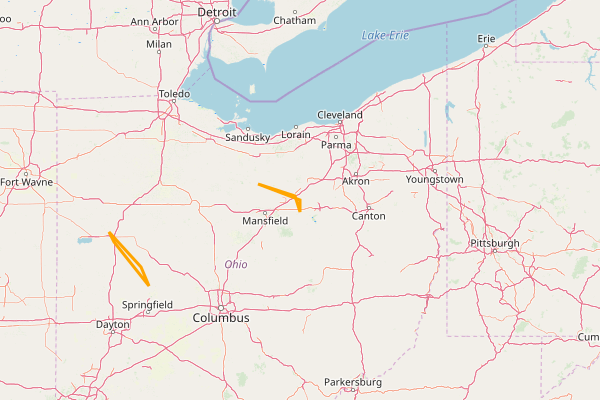 Detroit
Chatham
Ann Arbor
Milan
Lake Erie
Erie
Toledo
Cleveland
Sandusky
Lorain
Parma
Fort Wayne
Akron
Youngstown
Mansfield
Canton
Pittsburgh
Ohio
Springfield
Columbus
Dayton
Cum
Parkersburg